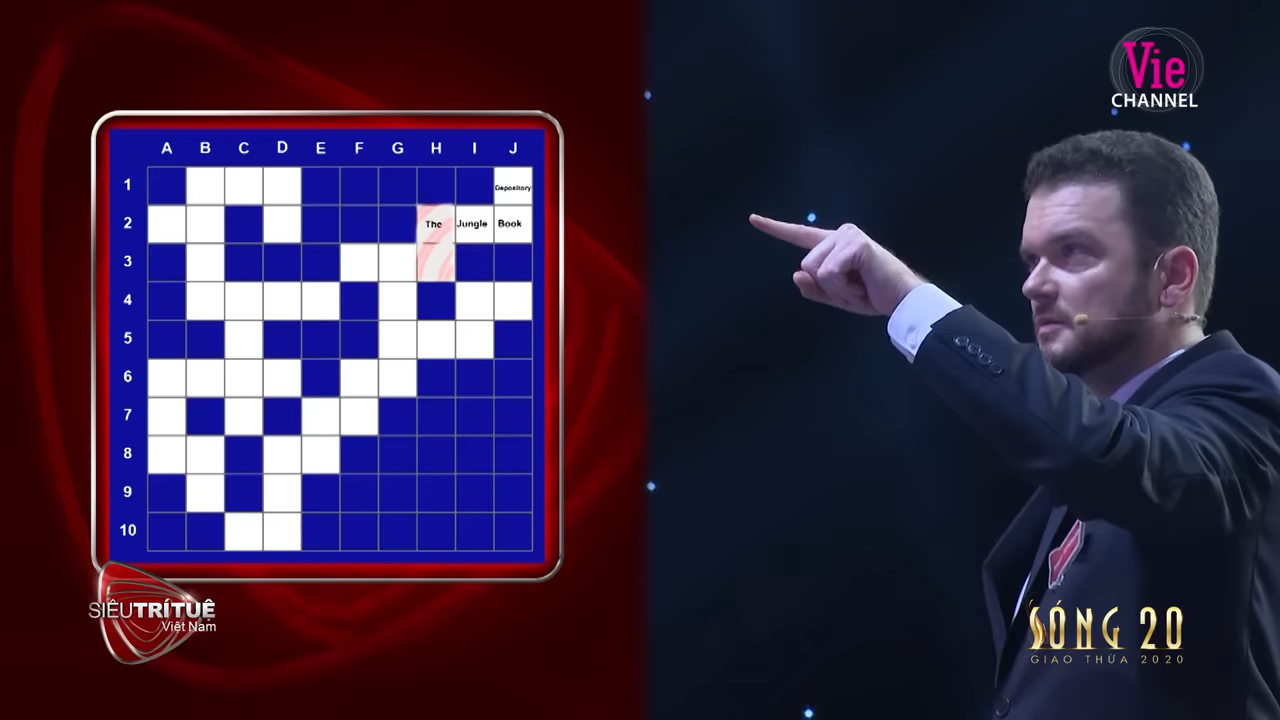 Vie
CHANNEL
A B C D E F G H I J
1 Depository
2 The Jungle Book
3
4
5
6
7
8
9
10
SIÊU TRÍ TUỆ
Việt Nam
SÓNG 20
GIAO THỪA 2020